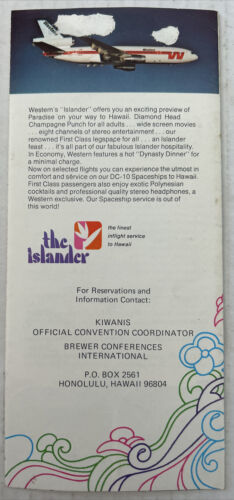 Western's "Islander" offers you an exciting preview of
Paradise on your way to Hawaii. Diamond Head
Champagne Punch for all adults . . . wide screen movies
. . . eight channels of stereo entertainment . . . our
renowned First Class legspace for all . . . an Islander
feast . . . it's all part of our fabulous Islander hospitality.
In Economy, Western features a hot "Dynasty Dinner" for
a minimal charge.
Now on selected flights you can experience the utmost in
comfort and service on our DC-10 Spaceships to Hawaii.
First Class passengers also enjoy exotic Polynesian
cocktails and professional quality stereo headphones, a
Western exclusive. Our Spaceship service is out of
this world!
the
islander
the finest
inflight service
to Hawaii
For Reservations and
Information Contact:
KIWANIS
OFFICIAL CONVENTION COORDINATOR
BREWER CONFERENCES
INTERNATIONAL
P.O. BOX 2561
HONOLULU, HAWAII 96804